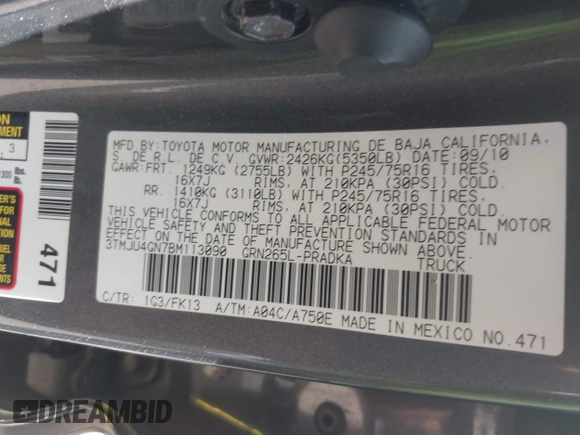 MFD.BY:TOYOTA MOTOR MANUFACTURING DE BAJA CALIFORNIA,
S. DE R.L. DE C.V. GVWR:2426KG(5350LB) DATE:09/10
GAWR:FRT. 1249KG (2755LB) WITH P245/75R16 TIRES,
16X7J RIMS, AT 210KPA (30PSI) COLD.
RR. 1410KG (3110LB) WITH P245/75R16 TIRES,
16X7J RIMS, AT 210KPA (30PSI) COLD.
THIS VEHICLE CONFORMS TO ALL APPLICABLE FEDERAL MOTOR
VEHICLE SAFETY AND THEFT PREVENTION STANDARDS IN
EFFECT ON THE DATE OF MANUFACTURE SHOWN ABOVE.
3TMJU4GN7BM113090 GRN265L-PRADKA TRUCK
C/TR: 1G3/FK13 A/TM:A04C/A750E MADE IN MEXICO NO.471
471
DREAMBID